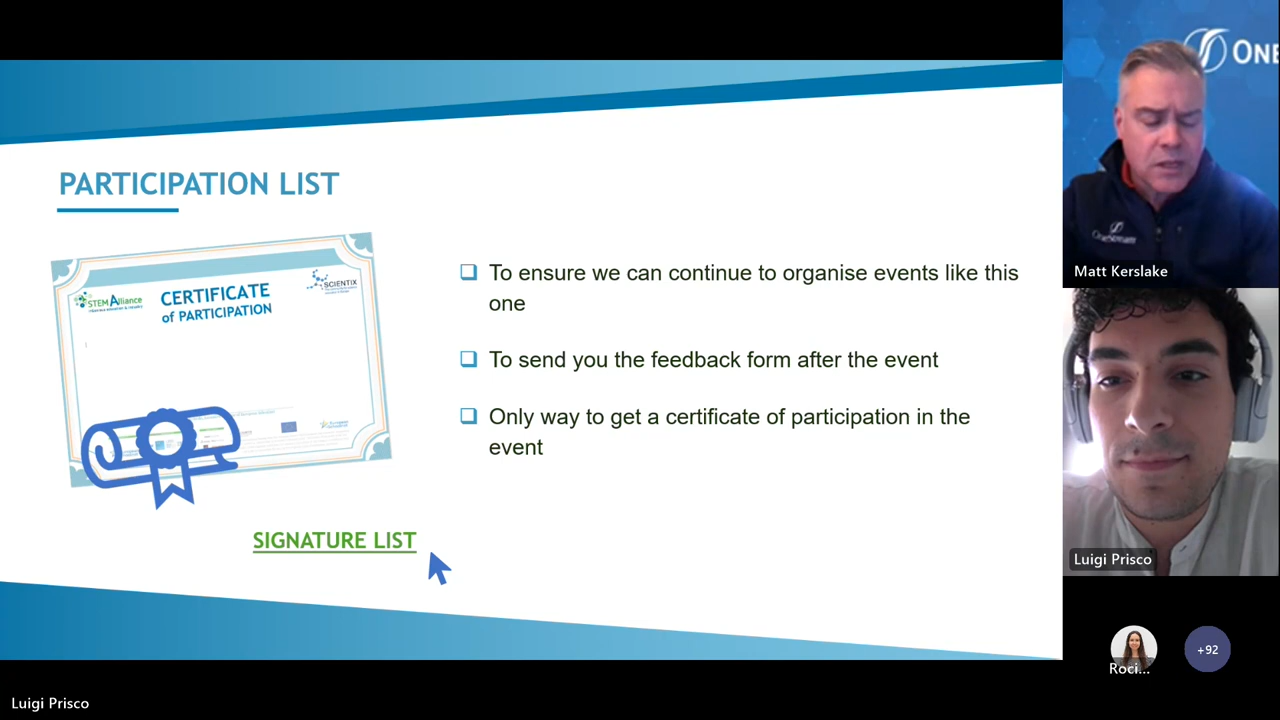 ONE
OneStream
Matt Kerslake
PARTICIPATION LIST
STEM Alliance
CERTIFICATE
of PARTICIPATION
SCIENTIX
To ensure we can continue to organise events like this
one
To send you the feedback form after the event
Only way to get a certificate of participation in the
event
SIGNATURE LIST
Luigi Prisco
Roci...
+92
Luigi Prisco